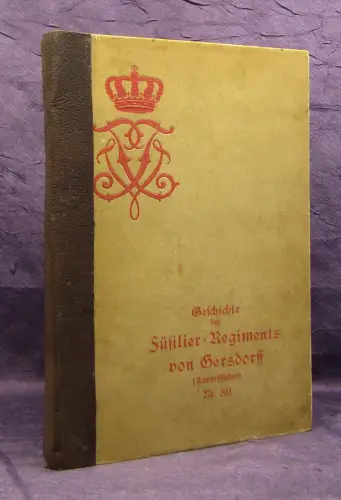 Geschichte
des
Füsilier-Regiments
von Gersdorff
(Kurhessisches)
Nr. 80